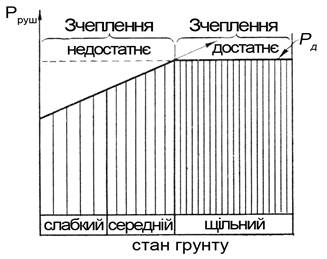 Pруш
Зчеплення Зчеплення
недостатнє достатнє Pд
слабкий середній щільний
стан грунту